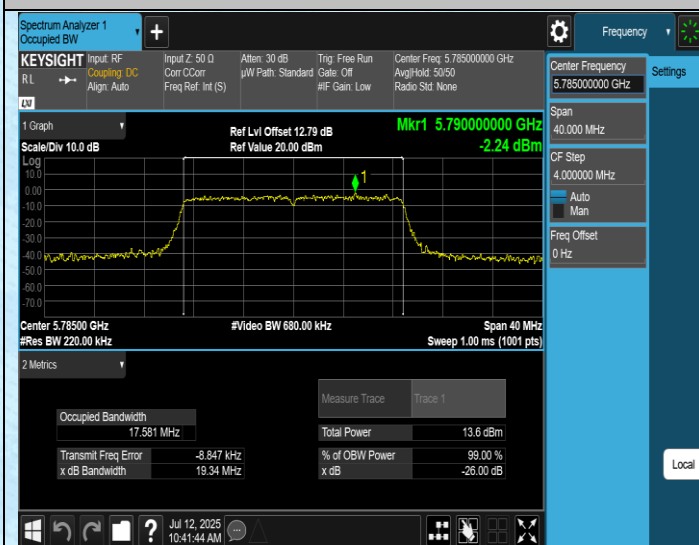 Spectrum Analyzer 1
Occupied BW
Frequency
KEYSIGHT
RL
LXI
Input: RF
Coupling: DC
Align: Auto
Input Z: 50 Ω
Corr CCorr
Freq Ref: Int (S)
Atten: 30 dB
µW Path: Standard
Trig: Free Run
Gate: Off
#IF Gain: Low
Center Freq: 5.785000000 GHz
Avg|Hold: 50/50
Radio Std: None
Center Frequency
5.785000000 GHz
Settings
Span
40.000 MHz
CF Step
4.000000 MHz
Auto
Man
Freq Offset
0 Hz
Local
1 Graph
Scale/Div 10.0 dB
Ref Lvl Offset 12.79 dB
Ref Value 20.00 dBm
Mkr1 5.790000000 GHz
-2.24 dBm
Log
10.0
0.00
-10.0
-20.0
-30.0
-40.0
-50.0
-60.0
-70.0
1
Center 5.78500 GHz
#Res BW 220.00 kHz
#Video BW 680.00 kHz
Span 40 MHz
Sweep 1.00 ms (1001 pts)
2 Metrics
Measure Trace Trace 1
Occupied Bandwidth
17.581 MHz
Total Power 13.6 dBm
Transmit Freq Error -8.847 kHz
% of OBW Power 99.00 %
x dB Bandwidth 19.34 MHz
x dB -26.00 dB
?
Jul 12, 2025
10:41:44 AM